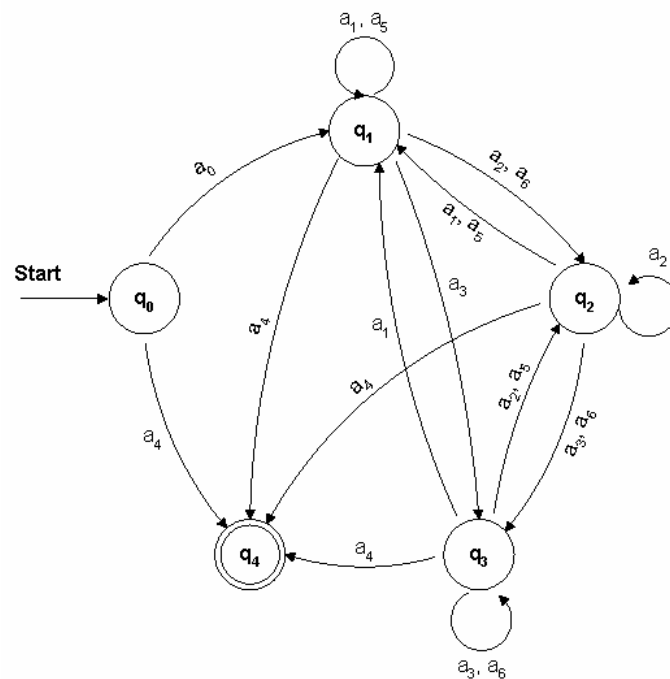 a₁, a₅
q₁
a₀
a₂, a₆
a₁, a₅
a₂
Start
q₀
q₂
a₃
a₄
a₁
a₄
a₂, a₅
a₃, a₆
a₄
q₄
a₄
q₃
a₃, a₆